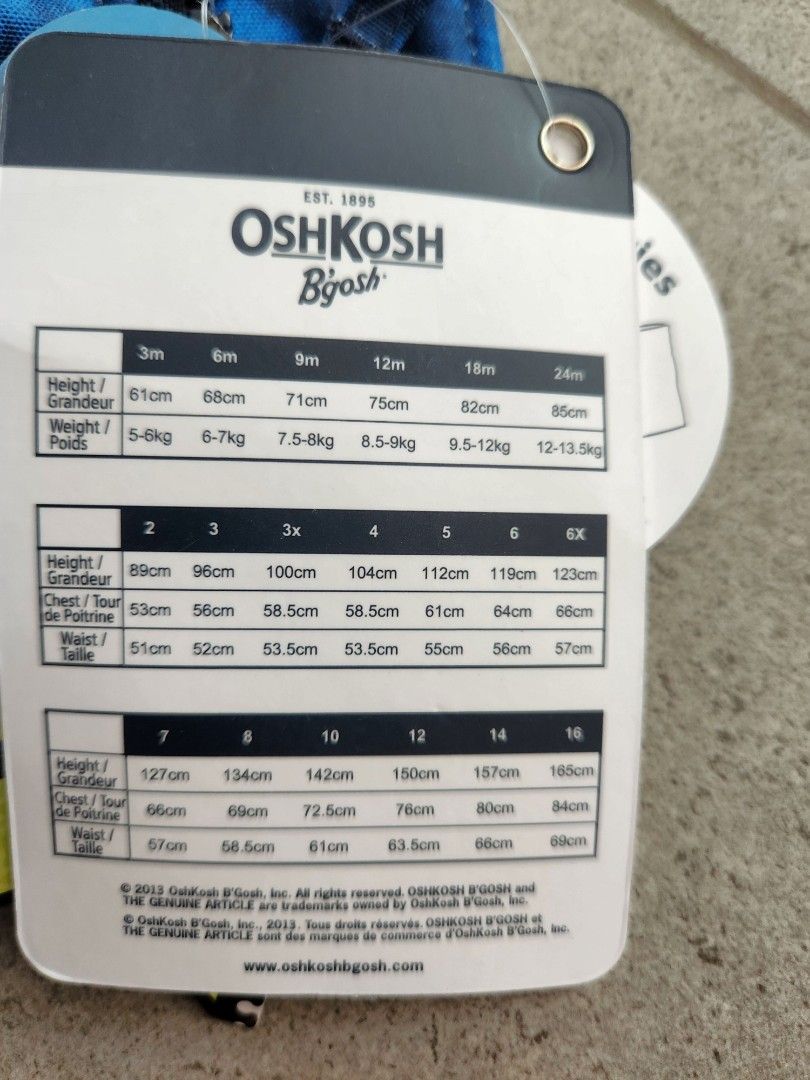 EST. 1895
OSHKOSH
B'gosh
ies
3m 6m 9m 12m 18m 24m
Height / Grandeur 61cm 68cm 71cm 75cm 82cm 85cm
Weight / Poids 5-6kg 6-7kg 7.5-8kg 8.5-9kg 9.5-12kg 12-13.5kg
2 3 3x 4 5 6 6X
Height / Grandeur 89cm 96cm 100cm 104cm 112cm 119cm 123cm
Chest / Tour de Poitrine 53cm 56cm 58.5cm 58.5cm 61cm 64cm 66cm
Waist / Taille 51cm 52cm 53.5cm 53.5cm 55cm 56cm 57cm
7 8 10 12 14 16
Height / Grandeur 127cm 134cm 142cm 150cm 157cm 165cm
Chest / Tour de Poitrine 66cm 69cm 72.5cm 76cm 80cm 84cm
Waist / Taille 57cm 58.5cm 61cm 63.5cm 66cm 69cm
© 2013 OshKosh B'Gosh, Inc. All rights reserved. OSHKOSH B'GOSH and
THE GENUINE ARTICLE are trademarks owned by OshKosh B'Gosh, Inc.
© OshKosh B'Gosh, Inc., 2013. Tous droits réservés. OSHKOSH B'GOSH et
THE GENUINE ARTICLE sont des marques de commerce d'OshKosh B'Gosh, Inc.
www.oshkoshbgosh.com